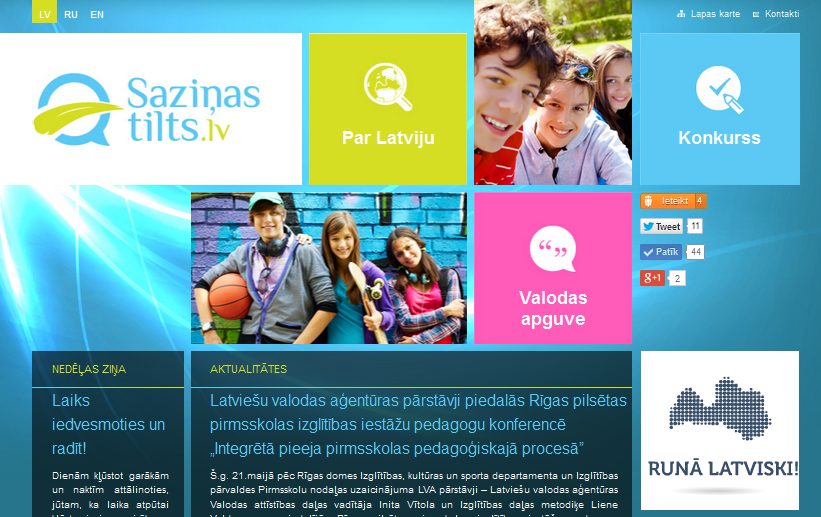 LV RU EN
Lapas karte Kontakti
Saziņas
tilts.lv
Par Latviju
Konkurss
Ieteikt 4
Tweet 11
Patīk 44
g+1 2
Valodas
apguve
NEDĒĻAS ZIŅA
Laiks
iedvesmoties un
radīt!
Dienām kļūstot garākām
un naktīm attālinoties,
jūtam, ka laika atpūtai
AKTUALITĀTES
Latviešu valodas aģentūras pārstāvji piedalās Rīgas pilsētas
pirmsskolas izglītības iestāžu pedagogu konferencē
„Integrētā pieeja pirmsskolas pedagoģiskajā procesā”
Š.g. 21.maijā pēc Rīgas domes Izglītības, kultūras un sporta departamenta un Izglītības
pārvaldes Pirmsskolu nodaļas uzaicinājuma LVA pārstāvji – Latviešu valodas aģentūras
Valodas attīstības daļas vadītāja Inita Vītola un Izglītības daļas metodiķe Liene
RUNĀ LATVISKI!